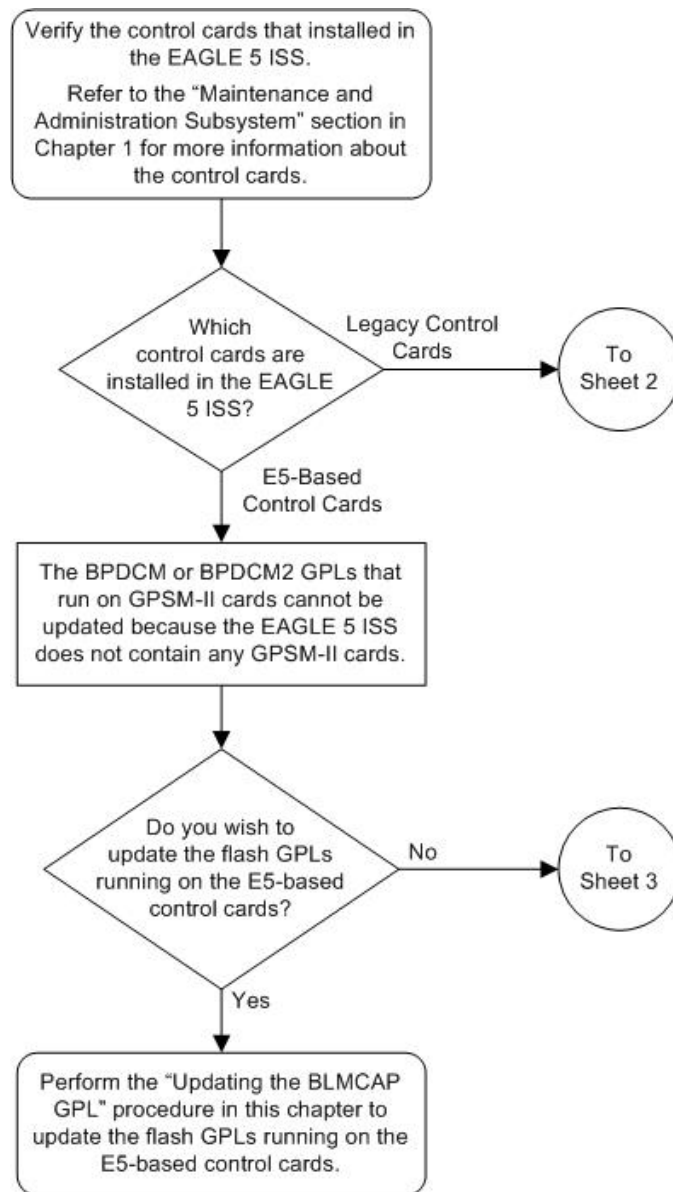 Verify the control cards that installed in
the EAGLE 5 ISS.
Refer to the “Maintenance and
Administration Subsystem” section in
Chapter 1 for more information about
the control cards.
Which
control cards are
installed in the EAGLE
5 ISS?
Legacy Control
Cards
To
Sheet 2
E5-Based
Control Cards
The BPDCM or BPDCM2 GPLs that
run on GPSM-II cards cannot be
updated because the EAGLE 5 ISS
does not contain any GPSM-II cards.
Do you wish to
update the flash GPLs
running on the E5-based
control cards?
No
To
Sheet 3
Yes
Perform the “Updating the BLMCAP
GPL” procedure in this chapter to
update the flash GPLs running on the
E5-based control cards.